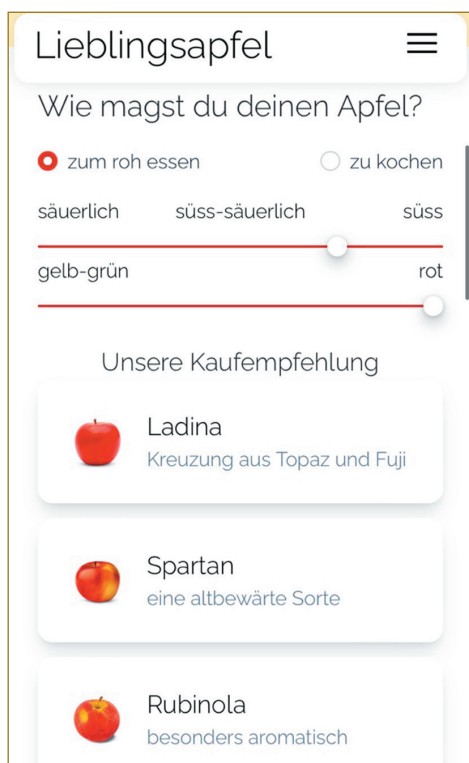 Lieblingsapfel
Wie magst du deinen Apfel?
zum roh essen zu kochen
säuerlich süss-säuerlich süss
gelb-grün rot
Unsere Kaufempfehlung
Ladina
Kreuzung aus Topaz und Fuji
Spartan
eine altbewärte Sorte
Rubinola
besonders aromatisch